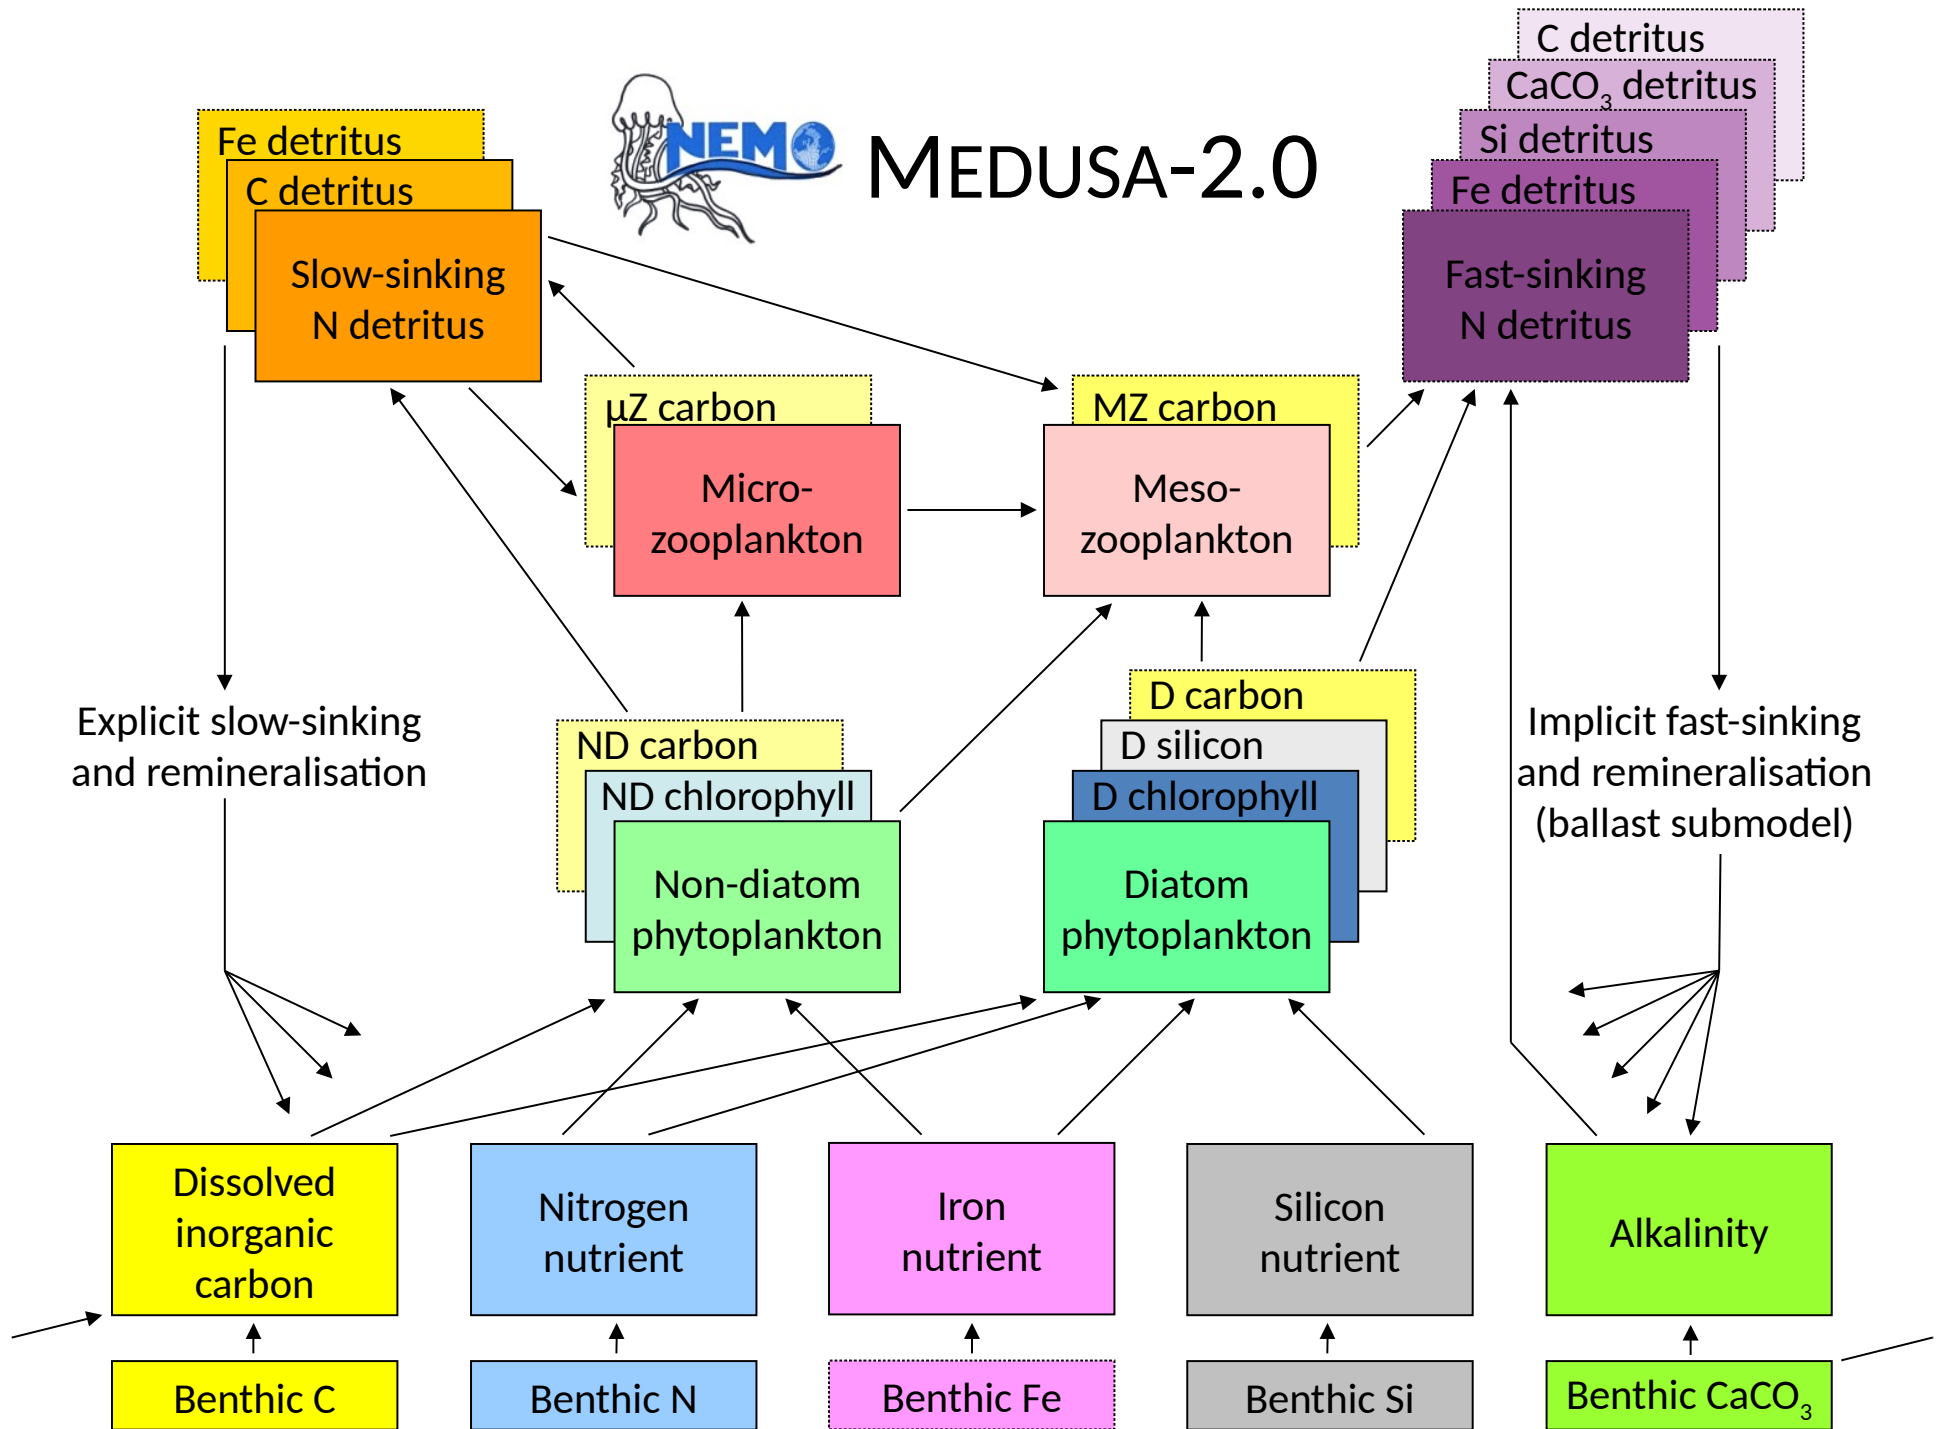 C detritus
CaCO₃ detritus
Si detritus
Fe detritus
Fast-sinking
N detritus
Fe detritus
C detritus
Slow-sinking
N detritus
NEMO
MEDUSA-2.0
µZ carbon
Micro-
zooplankton
MZ carbon
Meso-
zooplankton
Explicit slow-sinking
and remineralisation
ND carbon
ND chlorophyll
Non-diatom
phytoplankton
D carbon
D silicon
D chlorophyll
Diatom
phytoplankton
Implicit fast-sinking
and remineralisation
(ballast submodel)
Dissolved
inorganic
carbon
Nitrogen
nutrient
Iron
nutrient
Silicon
nutrient
Alkalinity
Benthic C
Benthic N
Benthic Fe
Benthic Si
Benthic CaCO₃